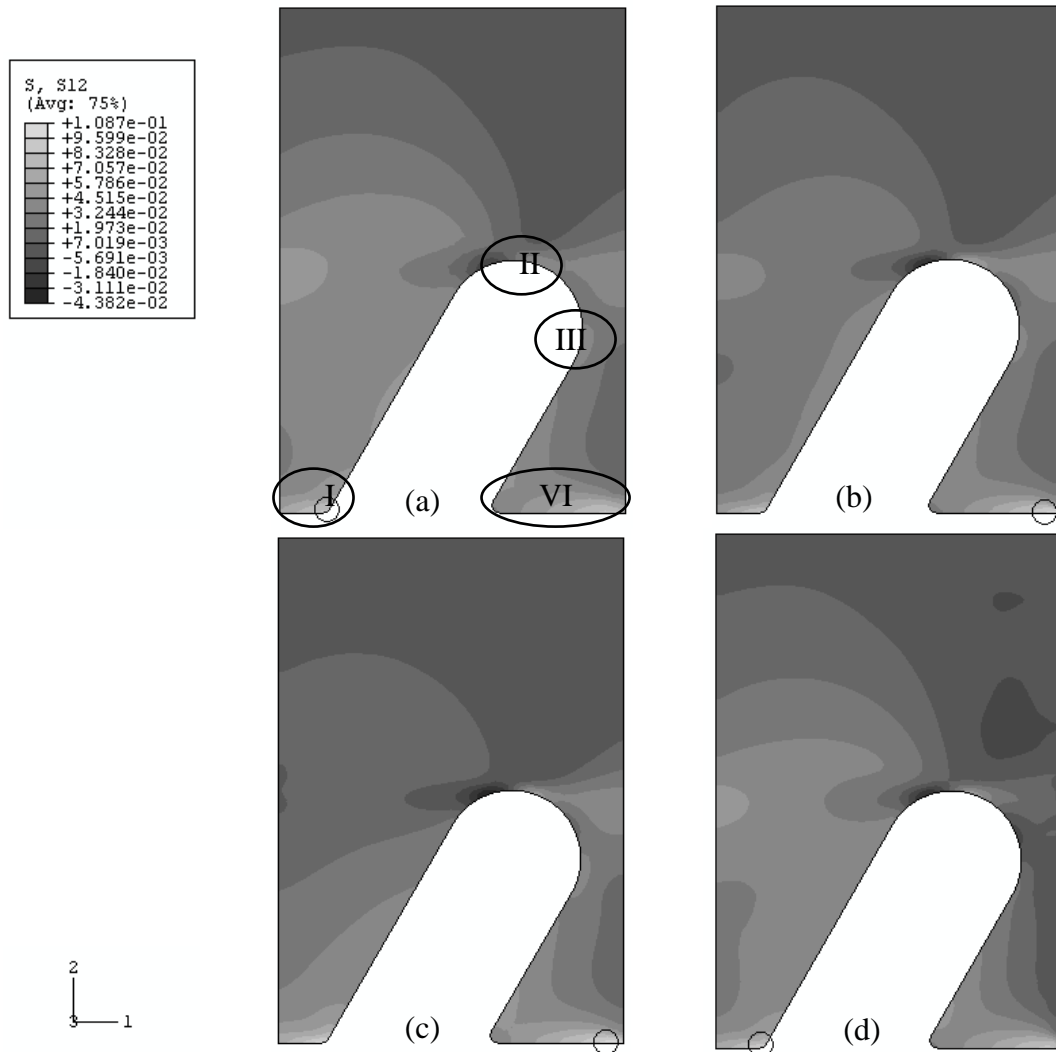 S, S12
(Avg: 75%)
+1.087e-01
+9.599e-02
+8.328e-02
+7.057e-02
+5.786e-02
+4.515e-02
+3.244e-02
+1.973e-02
+7.019e-03
-5.691e-03
-1.840e-02
-3.111e-02
-4.382e-02
II
III
I
VI
(a)
(b)
2
3
1
(c)
(d)